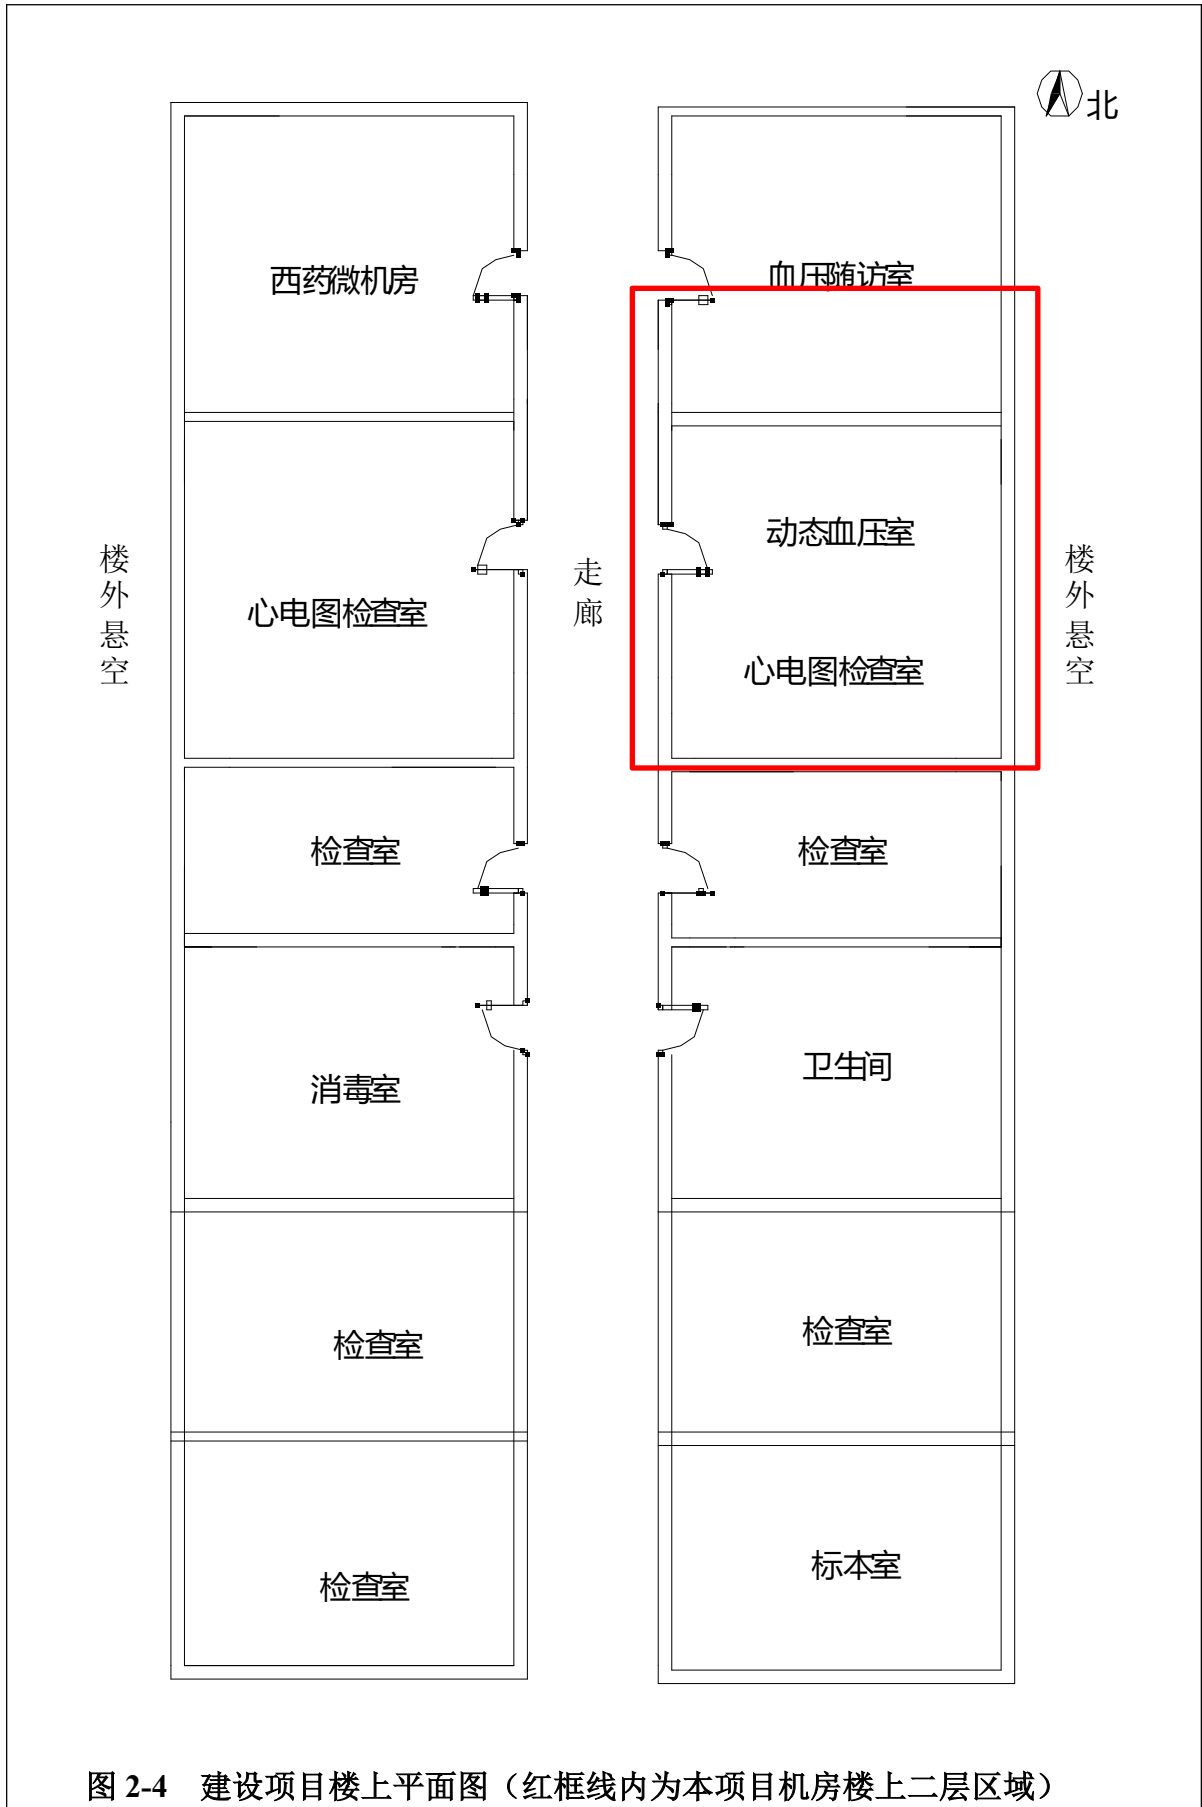 北
西药微机房
血压随访室
动态血压室
心电图检查室
心电图检查室
楼外悬空
走廊
楼外悬空
检查室
检查室
消毒室
卫生间
检查室
检查室
检查室
标本室
图 2-4 建设项目楼上平面图（红框线内为本项目机房楼上二层区域）